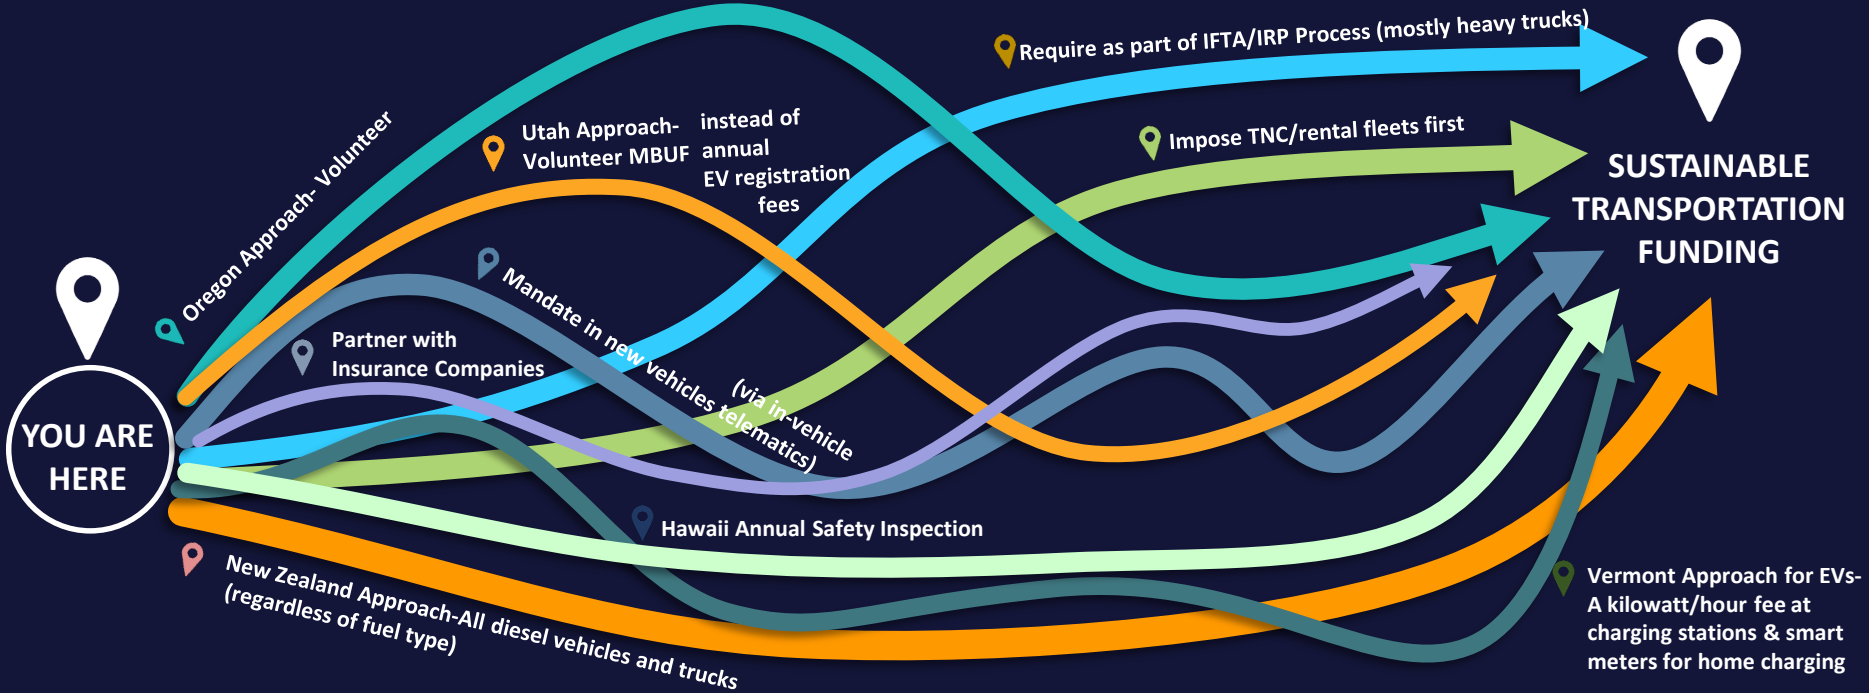 Require as part of IFTA/IRP Process (mostly heavy trucks)
Oregon Approach- Volunteer
Utah Approach-
Volunteer MBUF
instead of
annual
EV registration
fees
Impose TNC/rental fleets first
SUSTAINABLE
TRANSPORTATION
FUNDING
Mandate in new vehicles telematics)
(via in-vehicle
Partner with
Insurance Companies
YOU ARE
HERE
Hawaii Annual Safety Inspection
New Zealand Approach-All diesel vehicles and trucks
(regardless of fuel type)
Vermont Approach for EVs-
A kilowatt/hour fee at
charging stations & smart
meters for home charging